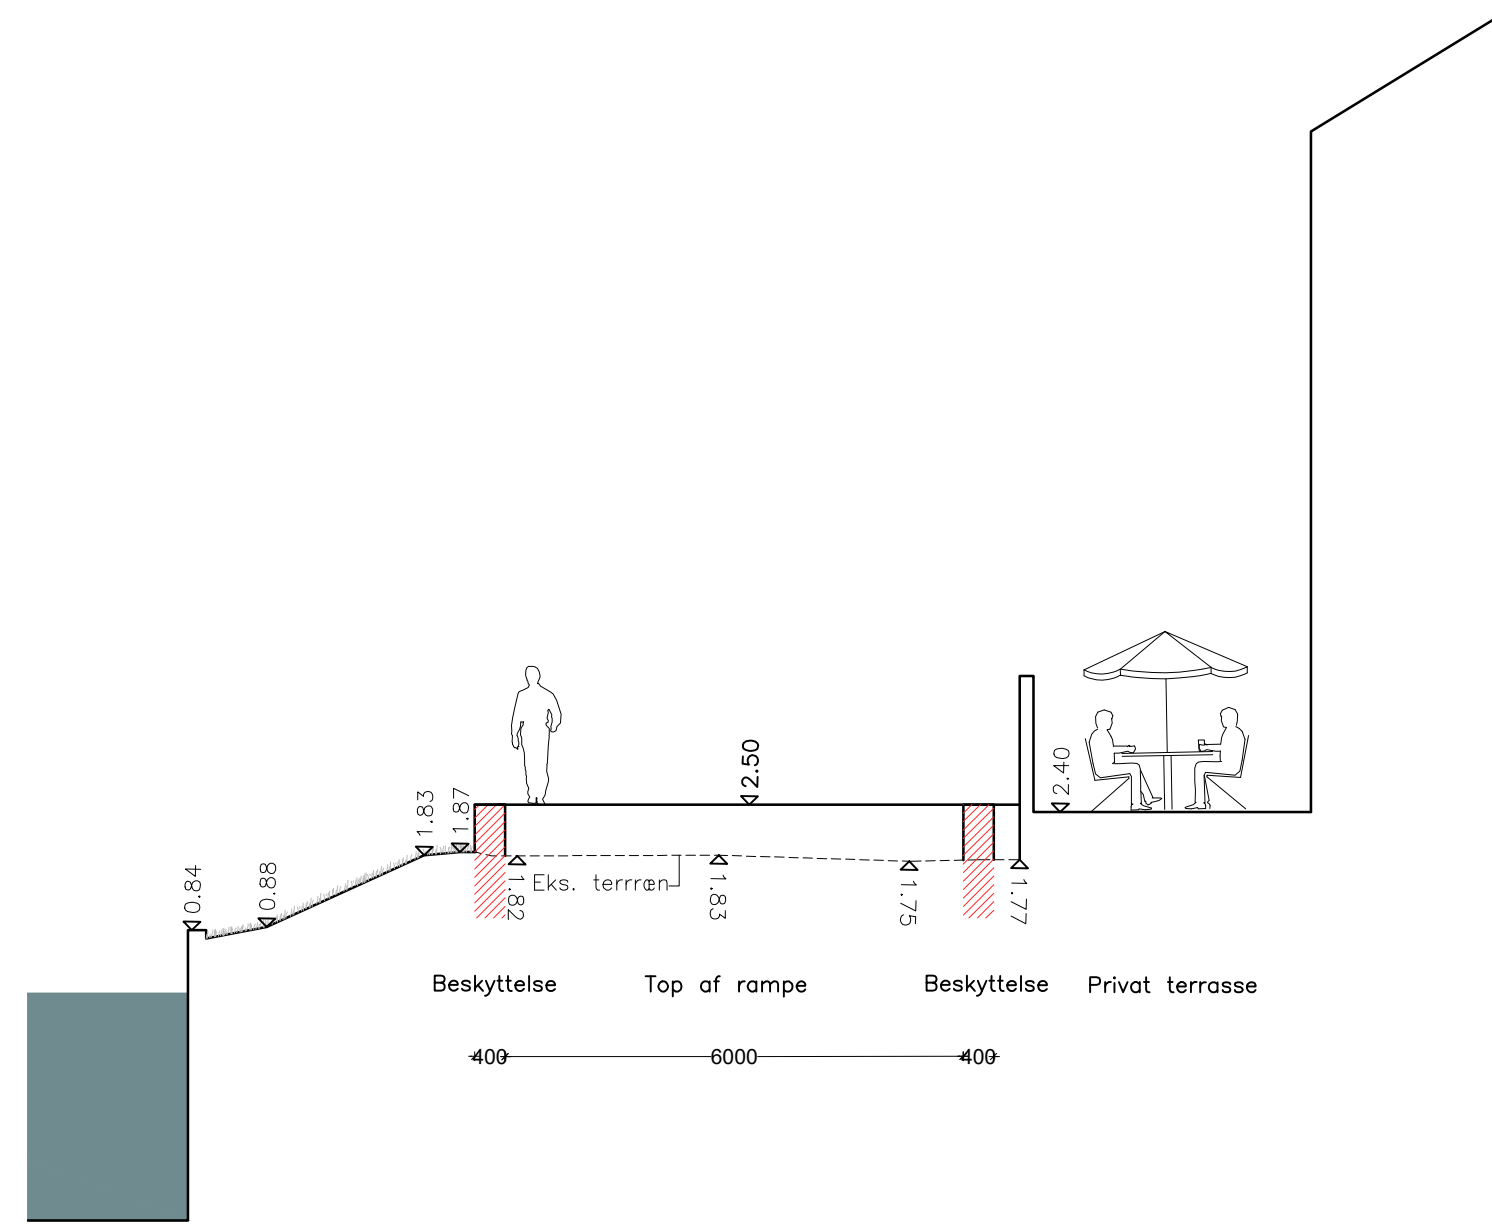 2.50
2.40
1.83
1.87
0.84
0.88
Eks. terrræn
1.82
1.83
1.75
1.77
Beskyttelse
Top af rampe
Beskyttelse
Privat terrasse
400
6000
400